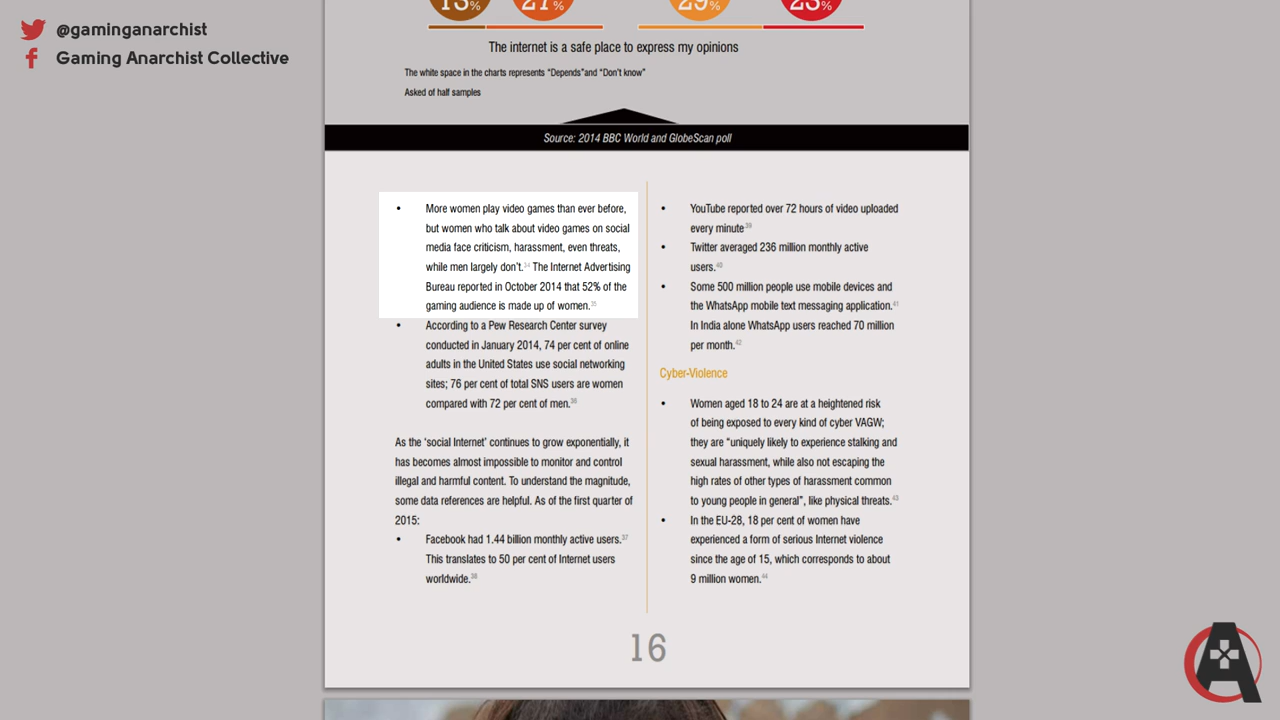 @gaminganarchist
Gaming Anarchist Collective
27%
29%
23%
The internet is a safe place to express my opinions
The white space in the charts represents “Depends”and “Don’t know”
Asked of half samples
Source: 2014 BBC World and GlobeScan poll
• More women play video games than ever before,
but women who talk about video games on social
media face criticism, harassment, even threats,
while men largely don’t.34 The Internet Advertising
Bureau reported in October 2014 that 52% of the
gaming audience is made up of women.35
• According to a Pew Research Center survey
conducted in January 2014, 74 per cent of online
adults in the United States use social networking
sites; 76 per cent of total SNS users are women
compared with 72 per cent of men.36
As the ‘social Internet’ continues to grow exponentially, it
has becomes almost impossible to monitor and control
illegal and harmful content. To understand the magnitude,
some data references are helpful. As of the first quarter of
2015:
• Facebook had 1.44 billion monthly active users.37
This translates to 50 per cent of Internet users
worldwide.38
• YouTube reported over 72 hours of video uploaded
every minute39
• Twitter averaged 236 million monthly active
users.40
• Some 500 million people use mobile devices and
the WhatsApp mobile text messaging application.41
In India alone WhatsApp users reached 70 million
per month.42
Cyber-Violence
• Women aged 18 to 24 are at a heightened risk
of being exposed to every kind of cyber VAGW;
they are “uniquely likely to experience stalking and
sexual harassment, while also not escaping the
high rates of other types of harassment common
to young people in general”, like physical threats.43
• In the EU-28, 18 per cent of women have
experienced a form of serious Internet violence
since the age of 15, which corresponds to about
9 million women.44
16